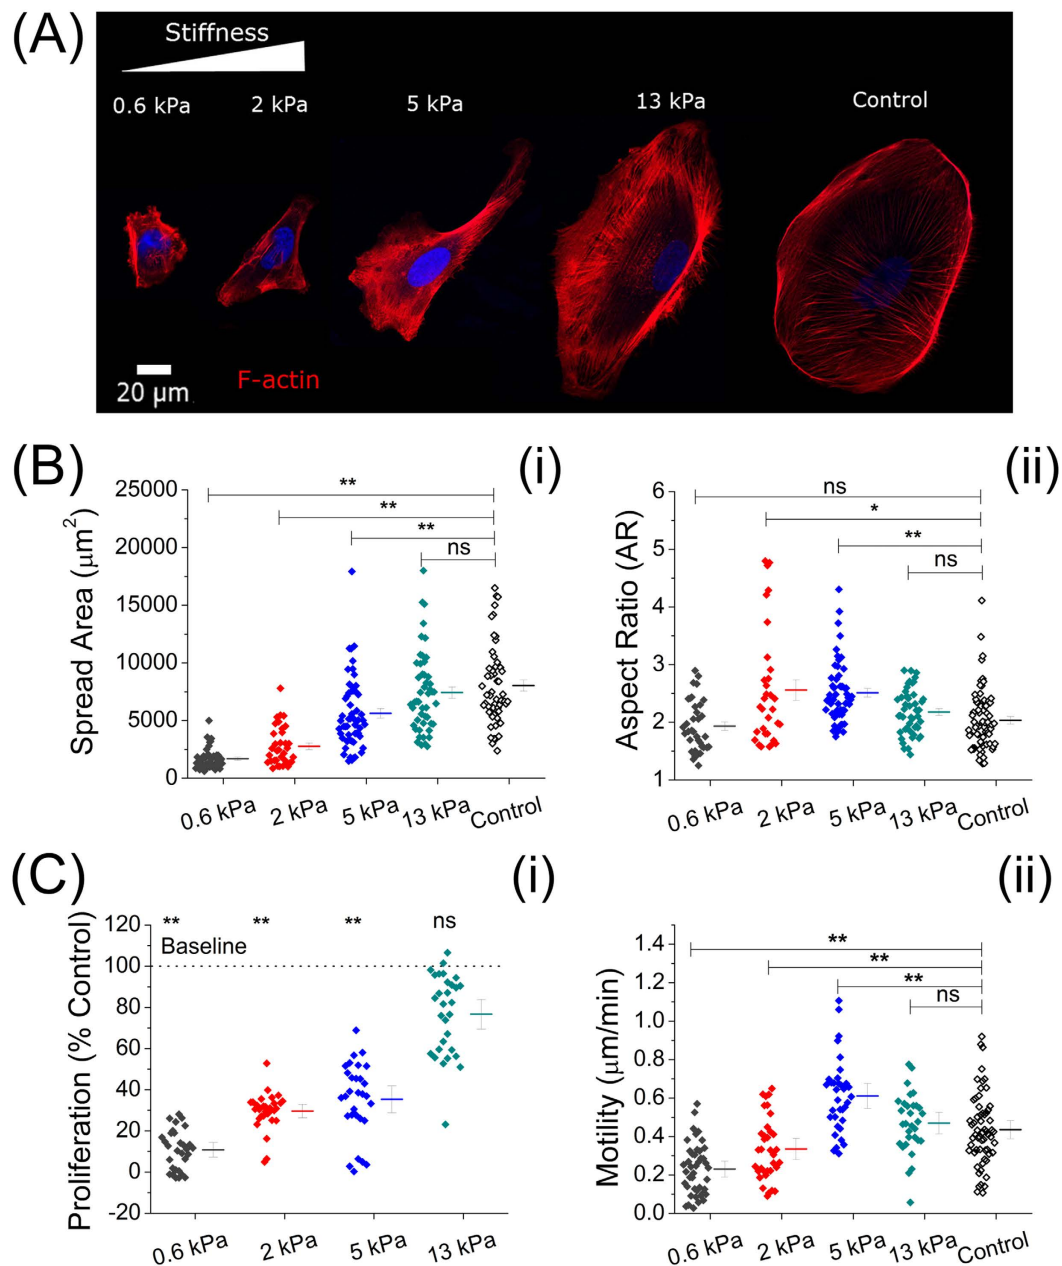 (A)
Stiffness
0.6 kPa 2 kPa 5 kPa 13 kPa Control
20 μm
F-actin
(B) (i)
Spread Area (μm²)
25000
20000
15000
10000
5000
0
**
**
**
ns
0.6 kPa 2 kPa 5 kPa 13 kPa Control
(ii)
Aspect Ratio (AR)
6
5
4
3
2
1
ns
*
**
ns
0.6 kPa 2 kPa 5 kPa 13 kPa Control
(C) (i)
Proliferation (% Control)
120
100
80
60
40
20
0
-20
** ** ** ns
Baseline
0.6 kPa 2 kPa 5 kPa 13 kPa
(ii)
Motility (μm/min)
1.4
1.2
1.0
0.8
0.6
0.4
0.2
0.0
**
**
**
ns
0.6 kPa 2 kPa 5 kPa 13 kPa Control